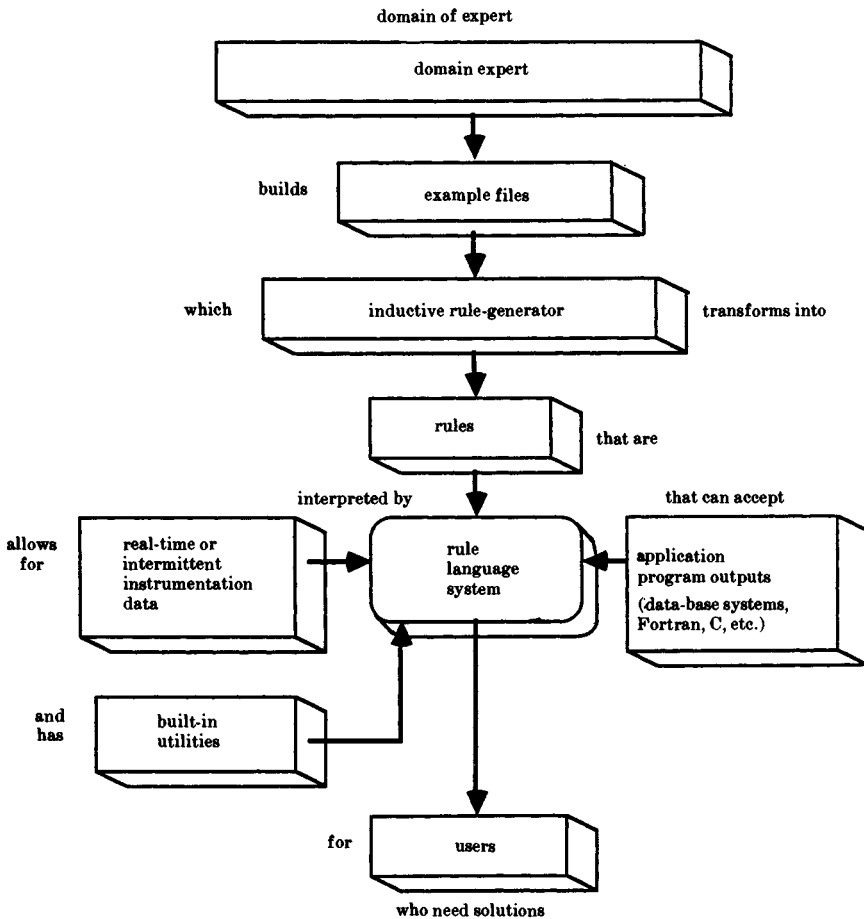 domain of expert
domain expert
builds
example files
which
inductive rule-generator
transforms into
rules
that are
interpreted by
that can accept
allows
for
real-time or
intermittent
instrumentation
data
rule
language
system
application
program outputs
(data-base systems,
Fortran, C, etc.)
and
has
built-in
utilities
for
users
who need solutions